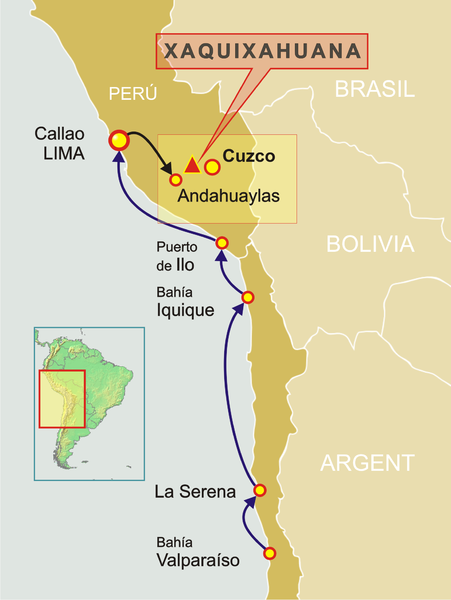 XAQUIXAHUANA
PERÚ
BRASIL
Callao
LIMA
Cuzco
Andahuaylas
Puerto
de Ilo
BOLIVIA
Bahía
Iquique
ARGENT
La Serena
Bahía
Valparaíso